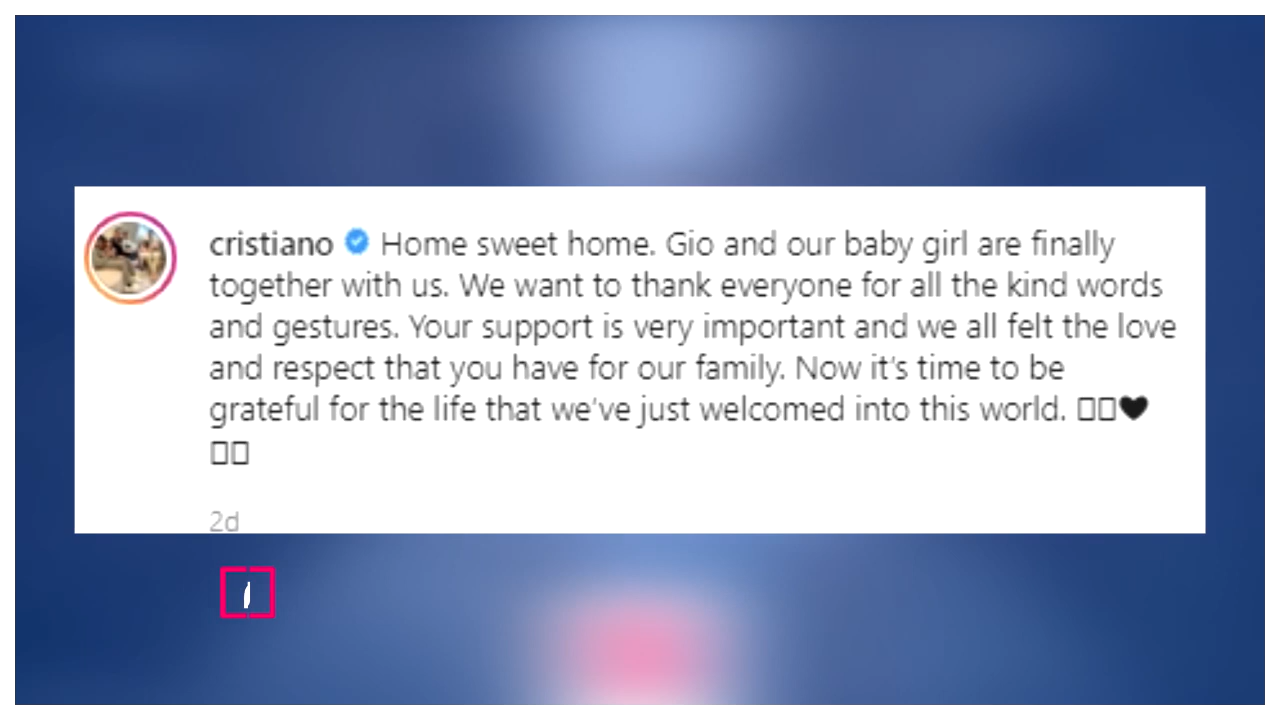 cristiano Home sweet home. Gio and our baby girl are finally
together with us. We want to thank everyone for all the kind words
and gestures. Your support is very important and we all felt the love
and respect that you have for our family. Now it's time to be
grateful for the life that we've just welcomed into this world. 🖤
2d